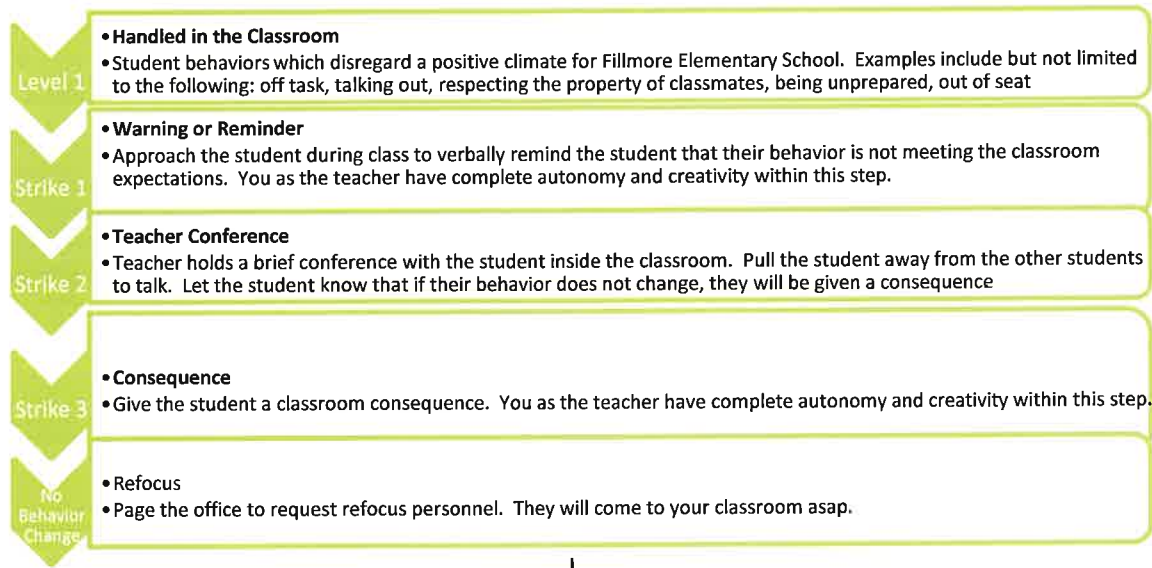 Level 1
• Handled in the Classroom
• Student behaviors which disregard a positive climate for Fillmore Elementary School.  Examples include but not limited
to the following: off task, talking out, respecting the property of classmates, being unprepared, out of seat
Strike 1
• Warning or Reminder
• Approach the student during class to verbally remind the student that their behavior is not meeting the classroom
expectations.  You as the teacher have complete autonomy and creativity within this step.
Strike 2
• Teacher Conference
• Teacher holds a brief conference with the student inside the classroom.  Pull the student away from the other students
to talk.  Let the student know that if their behavior does not change, they will be given a consequence
Strike 3
• Consequence
• Give the student a classroom consequence.  You as the teacher have complete autonomy and creativity within this step.
No
Behavior
Change
• Refocus
• Page the office to request refocus personnel.  They will come to your classroom asap.